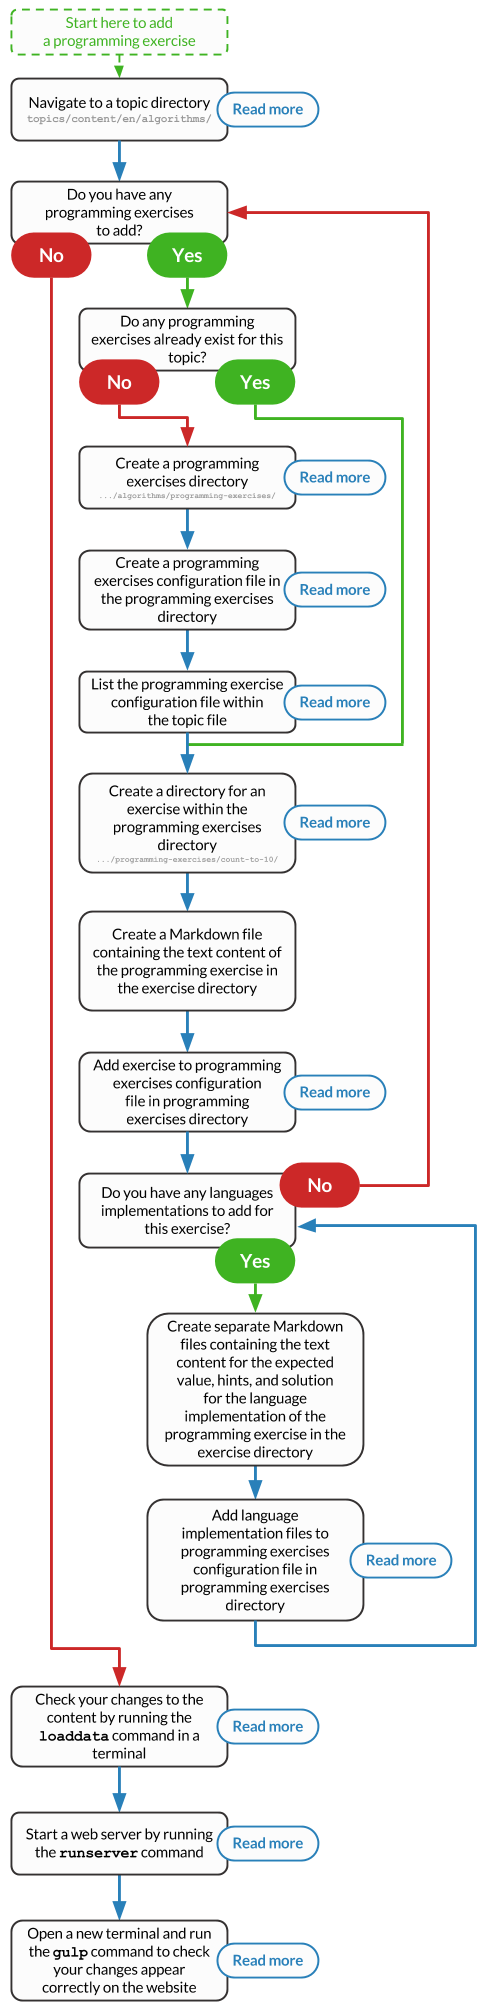 Start here to add
a programming exercise
Navigate to a topic directory
topics/content/en/algorithms/
Read more
Do you have any
programming exercises
to add?
No
Yes
Do any programming
exercises already exist for this
topic?
No
Yes
Create a programming
exercises directory
.../algorithms/programming-exercises/
Read more
Create a programming
exercises configuration file in
the programming exercises
directory
Read more
List the programming exercise
configuration file within
the topic file
Read more
Create a directory for an
exercise within the
programming exercises
directory
.../programming-exercises/count-to-10/
Read more
Create a Markdown file
containing the text content of
the programming exercise in
the exercise directory
Add exercise to programming
exercises configuration
file in programming
exercises directory
Read more
Do you have any languages
implementations to add for
this exercise?
No
Yes
Create separate Markdown
files containing the text
content for the expected
value, hints, and solution
for the language
implementation of the
programming exercise in the
exercise directory
Add language
implementation files to
programming exercises
configuration file in
programming exercises
directory
Read more
Check your changes to the
content by running the
loaddata command in a
terminal
Read more
Start a web server by running
the runserver command
Read more
Open a new terminal and run
the gulp command to check
your changes appear
correctly on the website
Read more